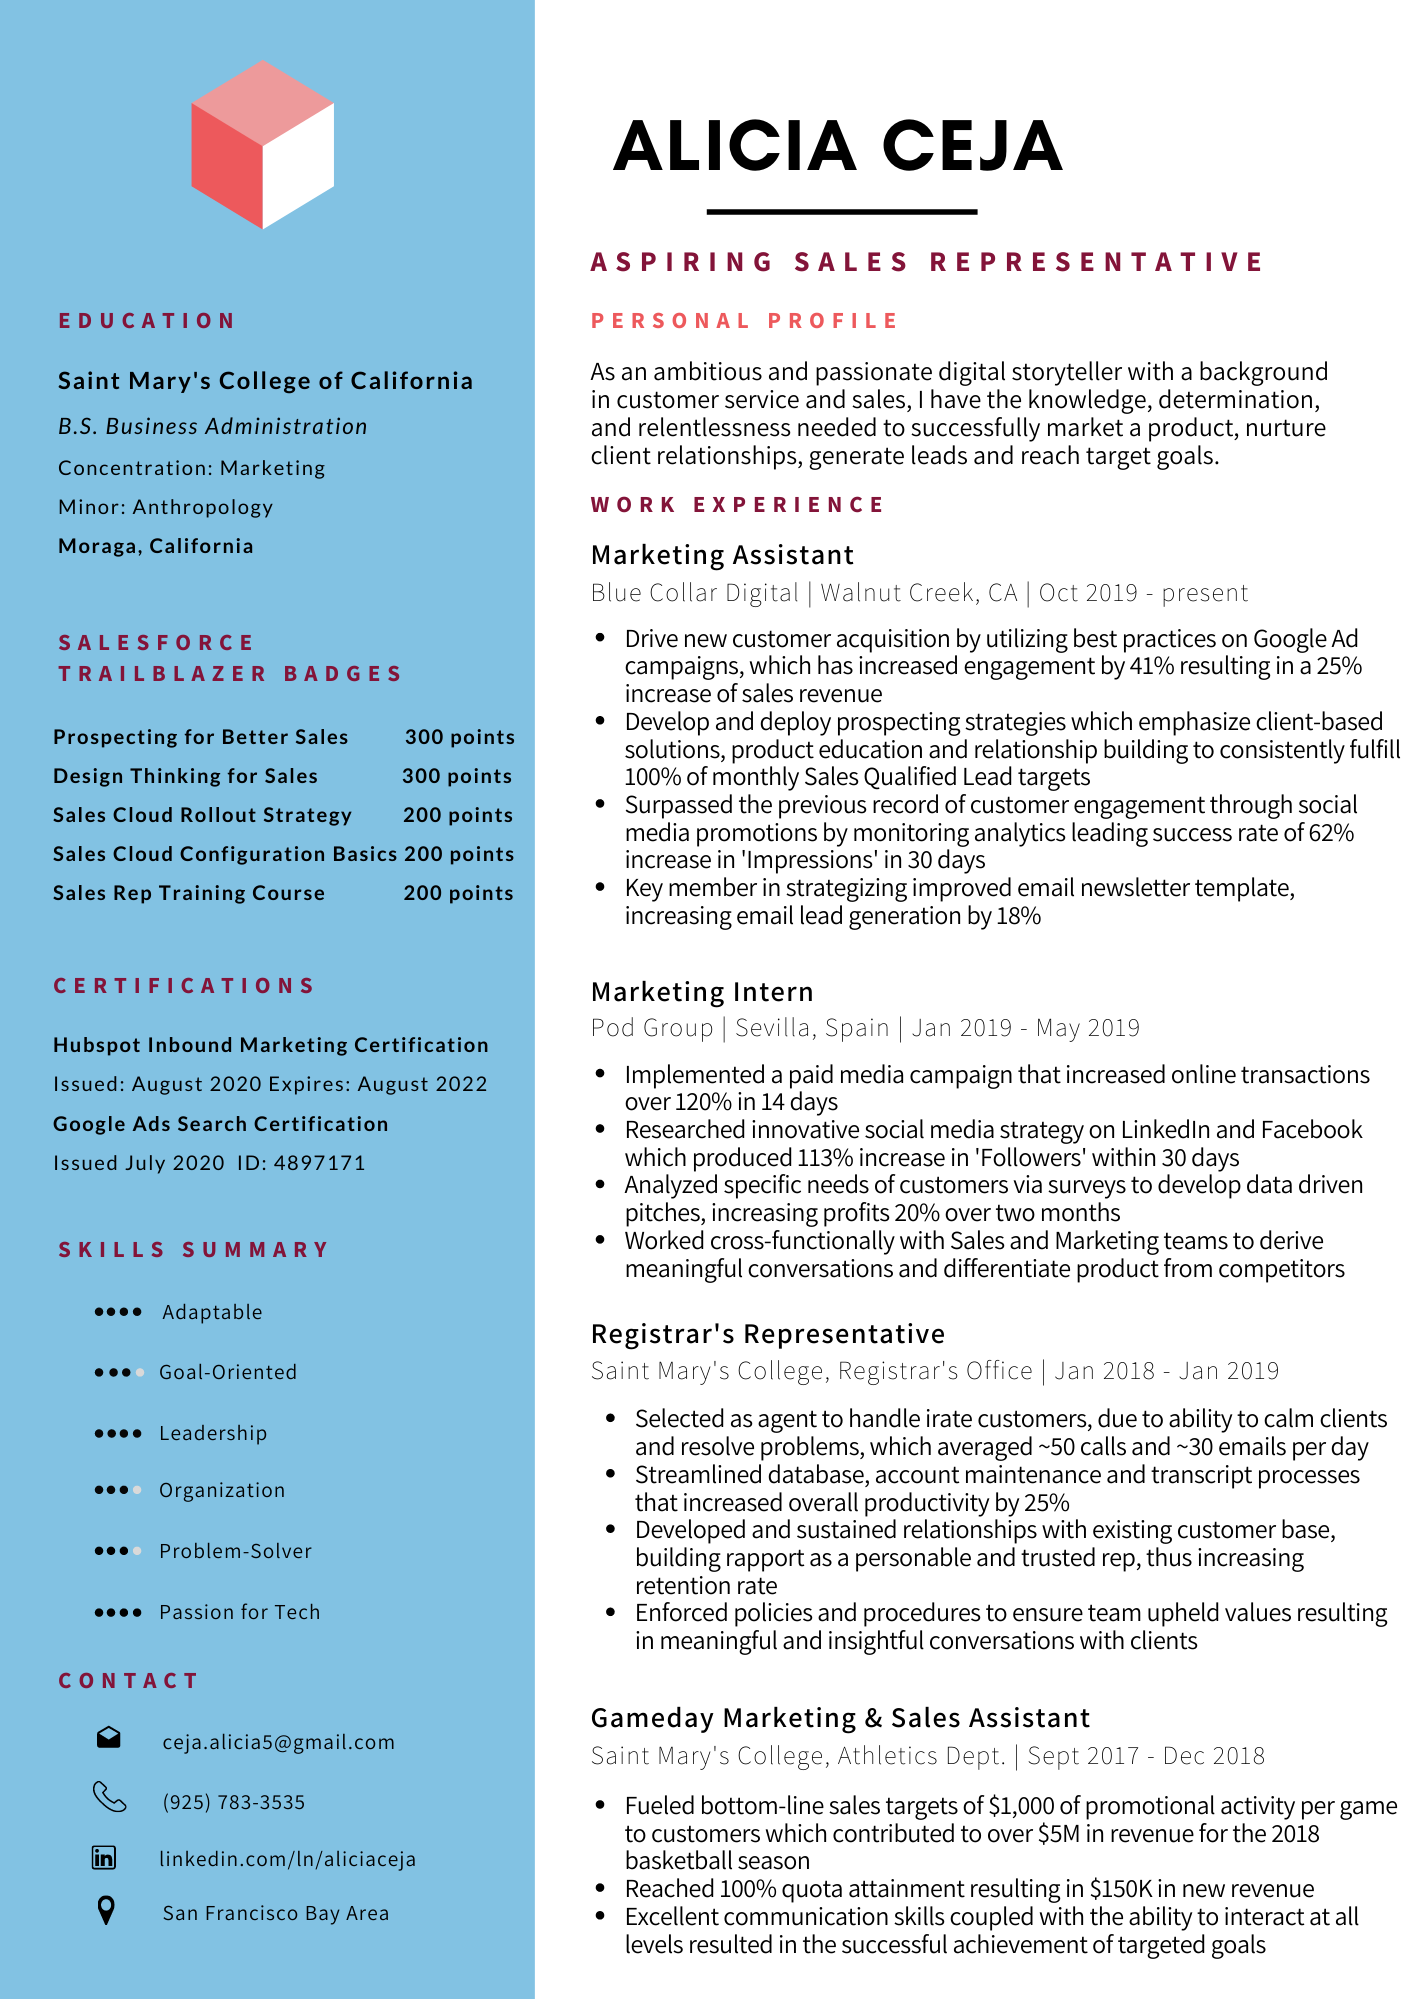 EDUCATION
Saint Mary's College of California
B.S. Business Administration
Concentration: Marketing
Minor: Anthropology
Moraga, California
SALESFORCE
TRAILBLAZER BADGES
Prospecting for Better Sales 300 points
Design Thinking for Sales 300 points
Sales Cloud Rollout Strategy 200 points
Sales Cloud Configuration Basics 200 points
Sales Rep Training Course 200 points
CERTIFICATIONS
Hubspot Inbound Marketing Certification
Issued: August 2020 Expires: August 2022
Google Ads Search Certification
Issued July 2020 ID: 4897171
SKILLS SUMMARY
Adaptable
Goal-Oriented
Leadership
Organization
Problem-Solver
Passion for Tech
CONTACT
ceja.alicia5@gmail.com
(925) 783-3535
linkedin.com/ln/aliciaceja
San Francisco Bay Area
ALICIA CEJA
ASPIRING SALES REPRESENTATIVE
PERSONAL PROFILE
As an ambitious and passionate digital storyteller with a background
in customer service and sales, I have the knowledge, determination,
and relentlessness needed to successfully market a product, nurture
client relationships, generate leads and reach target goals.
WORK EXPERIENCE
Marketing Assistant
Blue Collar Digital | Walnut Creek, CA | Oct 2019 - present
• Drive new customer acquisition by utilizing best practices on Google Ad
campaigns, which has increased engagement by 41% resulting in a 25%
increase of sales revenue
• Develop and deploy prospecting strategies which emphasize client-based
solutions, product education and relationship building to consistently fulfill
100% of monthly Sales Qualified Lead targets
• Surpassed the previous record of customer engagement through social
media promotions by monitoring analytics leading success rate of 62%
increase in 'Impressions' in 30 days
• Key member in strategizing improved email newsletter template,
increasing email lead generation by 18%
Marketing Intern
Pod Group | Sevilla, Spain | Jan 2019 - May 2019
• Implemented a paid media campaign that increased online transactions
over 120% in 14 days
• Researched innovative social media strategy on LinkedIn and Facebook
which produced 113% increase in 'Followers' within 30 days
• Analyzed specific needs of customers via surveys to develop data driven
pitches, increasing profits 20% over two months
• Worked cross-functionally with Sales and Marketing teams to derive
meaningful conversations and differentiate product from competitors
Registrar's Representative
Saint Mary's College, Registrar's Office | Jan 2018 - Jan 2019
• Selected as agent to handle irate customers, due to ability to calm clients
and resolve problems, which averaged ~50 calls and ~30 emails per day
• Streamlined database, account maintenance and transcript processes
that increased overall productivity by 25%
• Developed and sustained relationships with existing customer base,
building rapport as a personable and trusted rep, thus increasing
retention rate
• Enforced policies and procedures to ensure team upheld values resulting
in meaningful and insightful conversations with clients
Gameday Marketing & Sales Assistant
Saint Mary's College, Athletics Dept. | Sept 2017 - Dec 2018
• Fueled bottom-line sales targets of $1,000 of promotional activity per game
to customers which contributed to over $5M in revenue for the 2018
basketball season
• Reached 100% quota attainment resulting in $150K in new revenue
• Excellent communication skills coupled with the ability to interact at all
levels resulted in the successful achievement of targeted goals